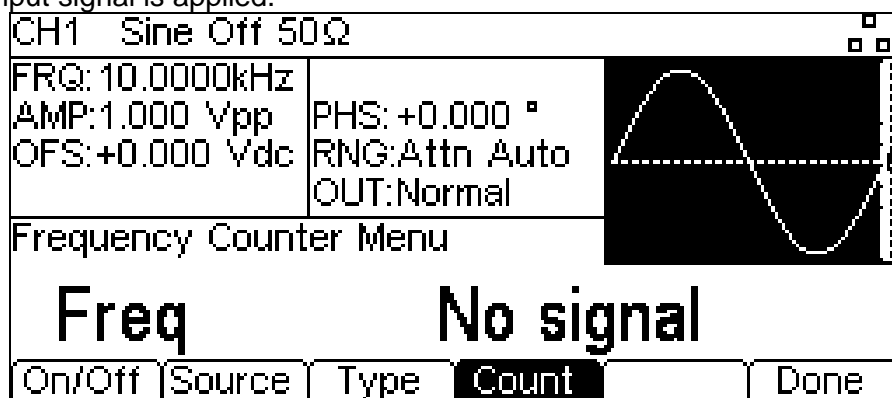 input signal is applied.
CH1 Sine Off 50Ω
FRQ:10.0000kHz
AMP:1.000 Vpp
OFS:+0.000 Vdc
PHS:+0.000 °
RNG:Attn Auto
OUT:Normal
Frequency Counter Menu
Freq No signal
On/Off Source Type Count Done